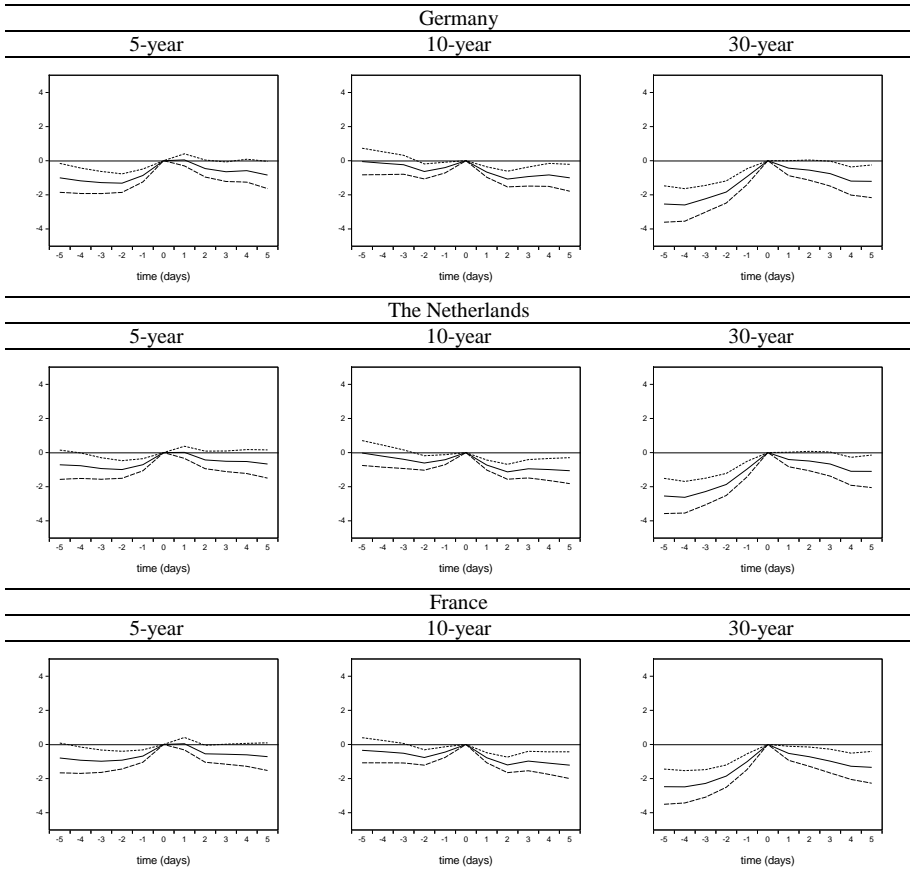 Germany
5-year 10-year 30-year
4 4 4
2 2 2
0 0 0
-2 -2 -2
-4 -4 -4
-5 -4 -3 -2 -1 0 1 2 3 4 5 -5 -4 -3 -2 -1 0 1 2 3 4 5 -5 -4 -3 -2 -1 0 1 2 3 4 5
time (days) time (days) time (days)
The Netherlands
5-year 10-year 30-year
4 4 4
2 2 2
0 0 0
-2 -2 -2
-4 -4 -4
-5 -4 -3 -2 -1 0 1 2 3 4 5 -5 -4 -3 -2 -1 0 1 2 3 4 5 -5 -4 -3 -2 -1 0 1 2 3 4 5
time (days) time (days) time (days)
France
5-year 10-year 30-year
4 4 4
2 2 2
0 0 0
-2 -2 -2
-4 -4 -4
-5 -4 -3 -2 -1 0 1 2 3 4 5 -5 -4 -3 -2 -1 0 1 2 3 4 5 -5 -4 -3 -2 -1 0 1 2 3 4 5
time (days) time (days) time (days)